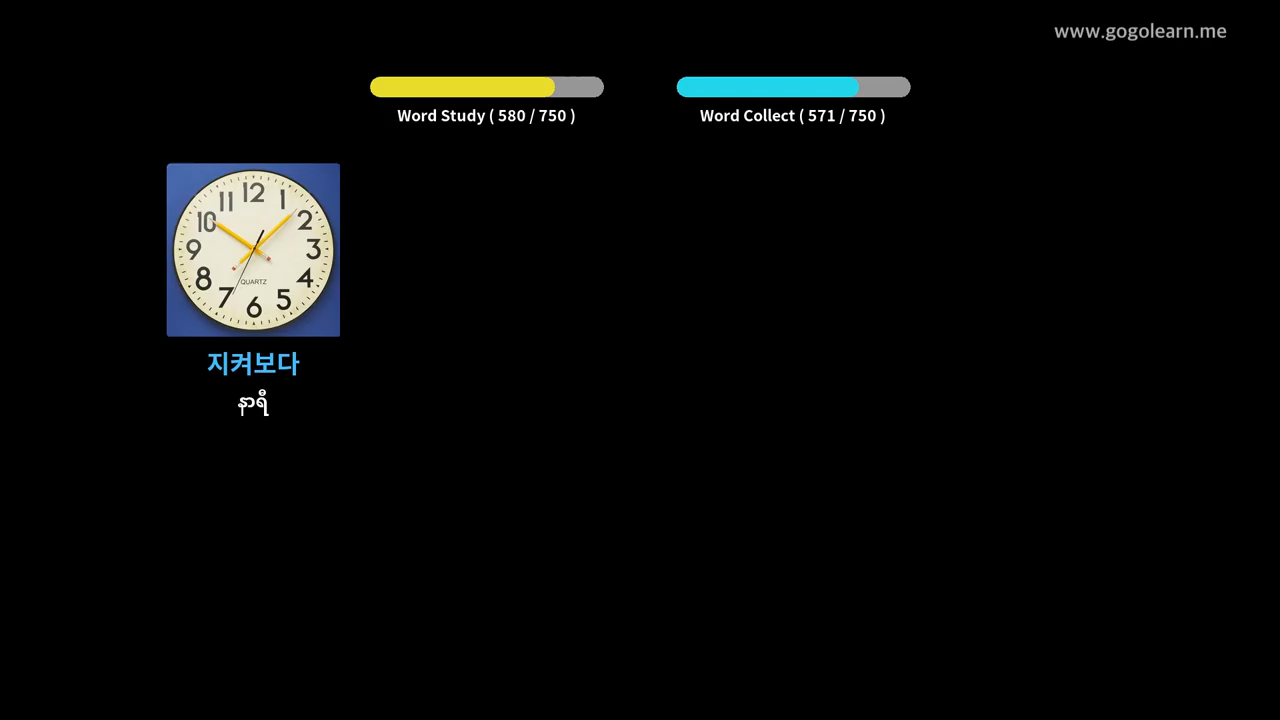 www.gogolearn.me
Word Study ( 580 / 750 )
Word Collect ( 571 / 750 )
12
11
1
10
2
9
3
8
4
QUARTZ
7
5
6
지켜보다
နာရီ